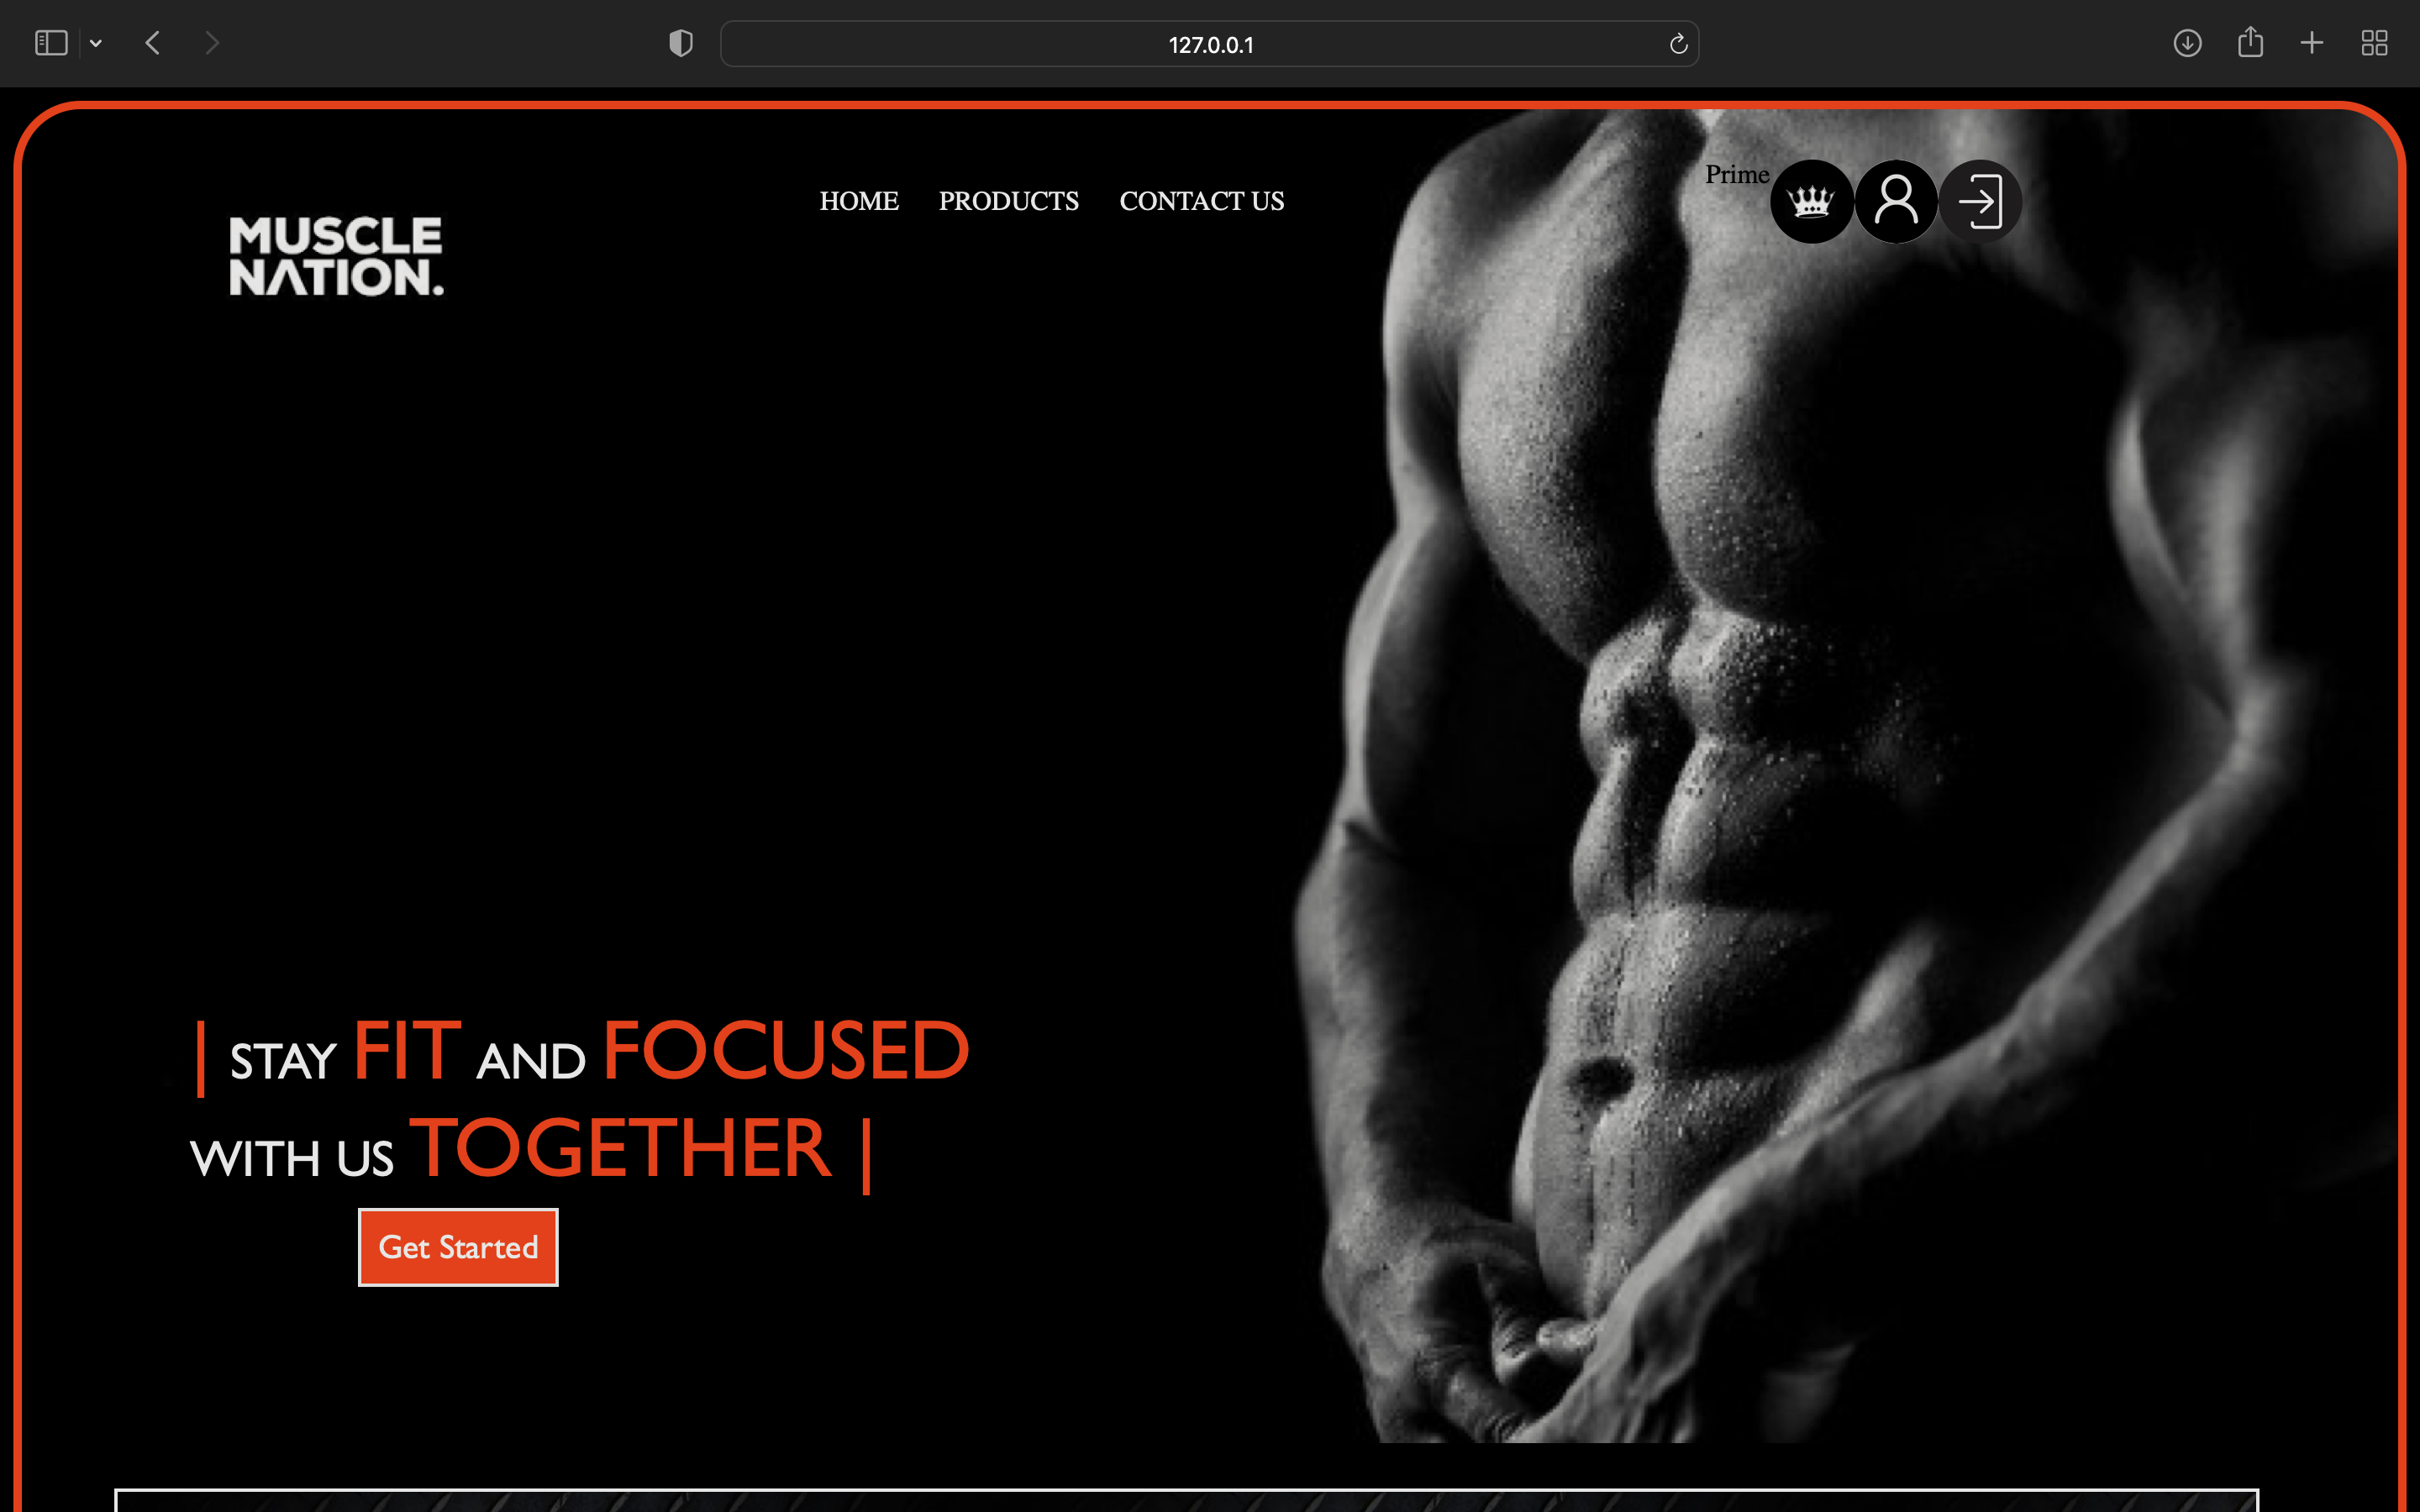 127.0.0.1
MUSCLE
NATION.
HOME PRODUCTS CONTACT US
Prime
| STAY FIT AND FOCUSED
WITH US TOGETHER |
Get Started